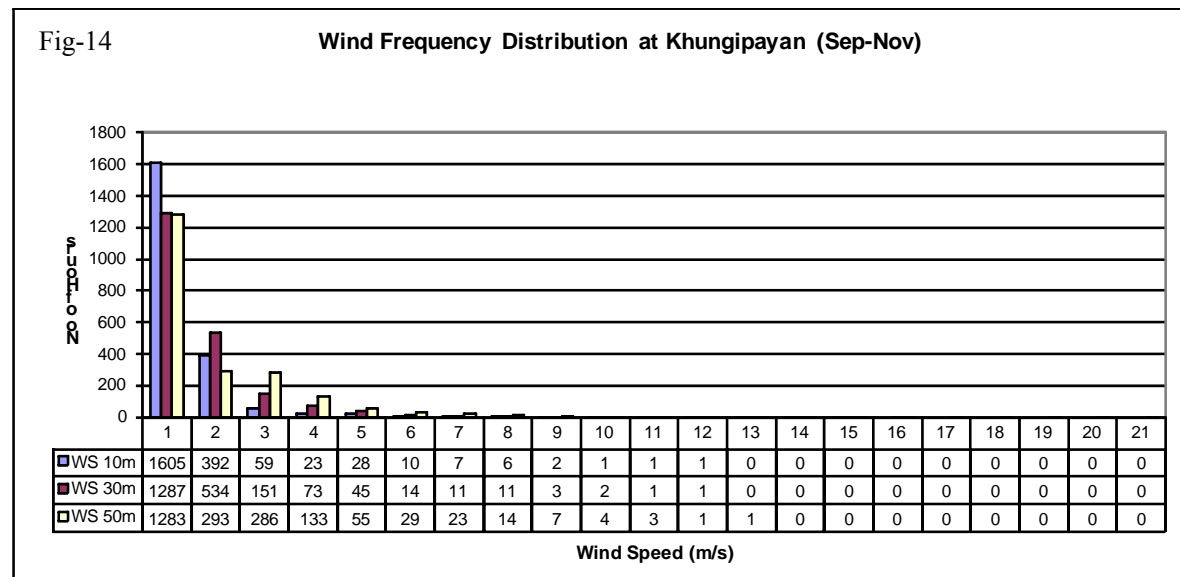 Fig-14
Wind Frequency Distribution at Khungipayan (Sep-Nov)
No of Hours
1800
1600
1400
1200
1000
800
600
400
200
0
1 2 3 4 5 6 7 8 9 10 11 12 13 14 15 16 17 18 19 20 21
WS 10m 1605 392 59 23 28 10 7 6 2 1 1 1 0 0 0 0 0 0 0 0 0
WS 30m 1287 534 151 73 45 14 11 11 3 2 1 1 0 0 0 0 0 0 0 0 0
WS 50m 1283 293 286 133 55 29 23 14 7 4 3 1 1 0 0 0 0 0 0 0 0
Wind Speed (m/s)